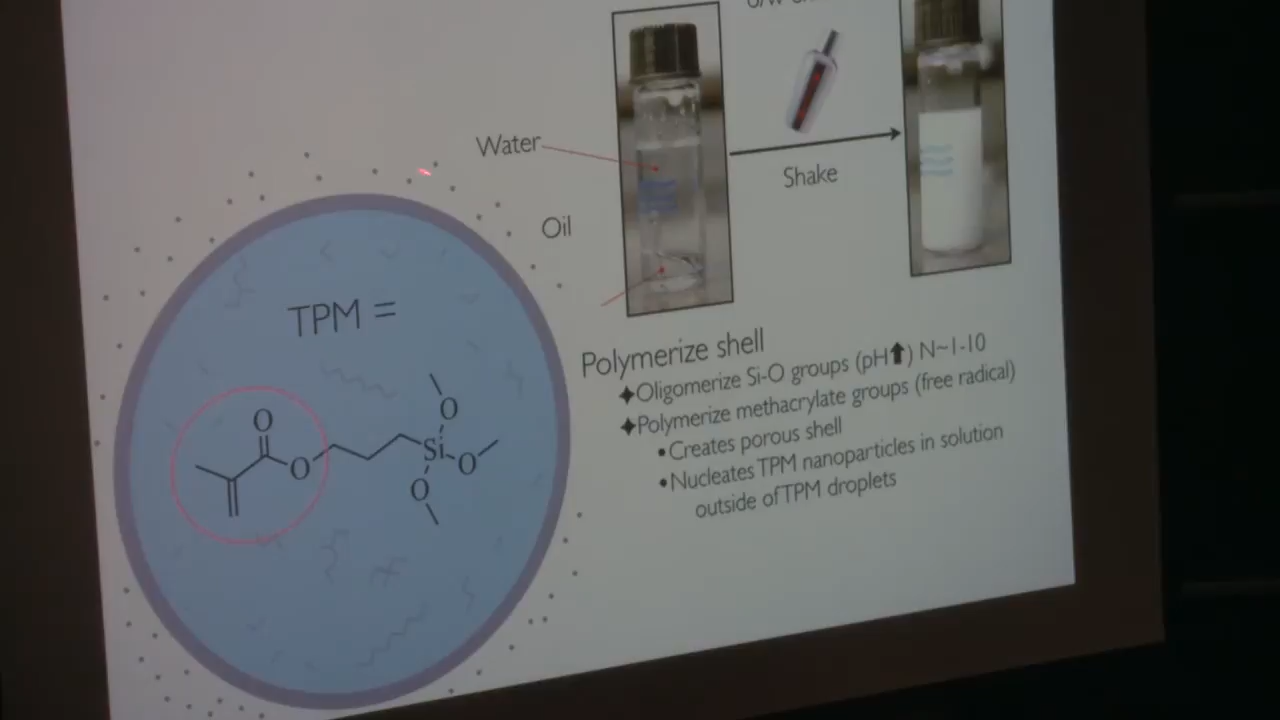 Water
Shake
Oil
TPM =
O
O
Si
O
O
O
Polymerize shell
✦Oligomerize Si-O groups (pH⬆) N~1-10
✦Polymerize methacrylate groups (free radical)
•Creates porous shell
•Nucleates TPM nanoparticles in solution
outside of TPM droplets